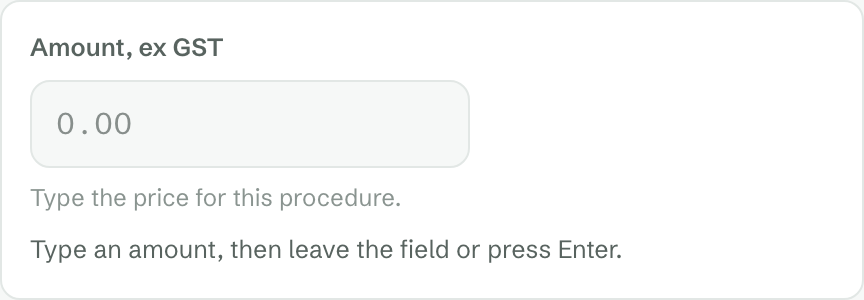 Amount, ex GST
0.00
Type the price for this procedure.
Type an amount, then leave the field or press Enter.